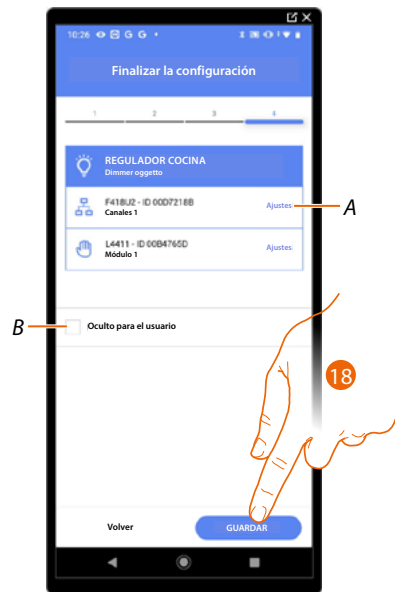 10:26 G G
Finalizar la configuración
1 2 3 4
REGULADOR COCINA
Dimmer oggetto
F418U2 - ID 00D7218B
Canales 1
Ajustes
A
L4411 - ID 00B4765D
Módulo 1
Ajustes
B
Oculto para el usuario
18
Volver
GUARDAR